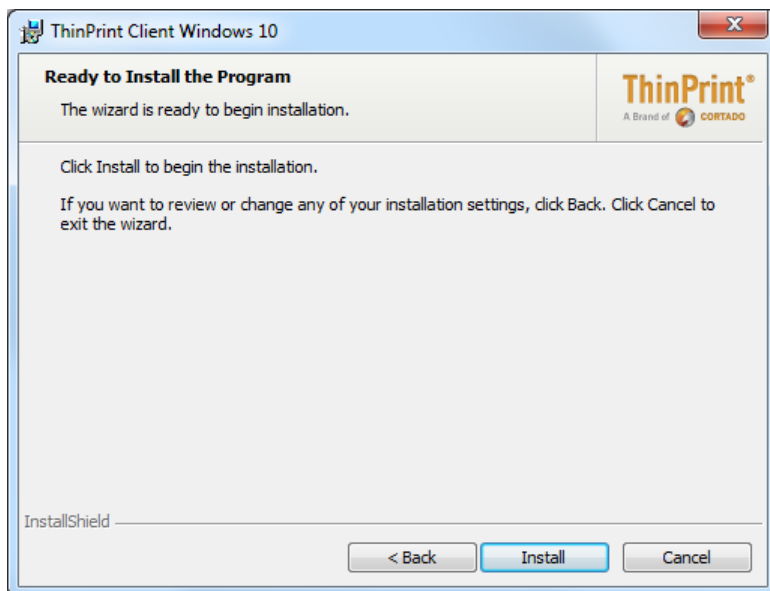 ThinPrint Client Windows 10
Ready to Install the Program
The wizard is ready to begin installation.
ThinPrint®
A Brand of CORTADO
Click Install to begin the installation.
If you want to review or change any of your installation settings, click Back. Click Cancel to
exit the wizard.
InstallShield
< Back
Install
Cancel